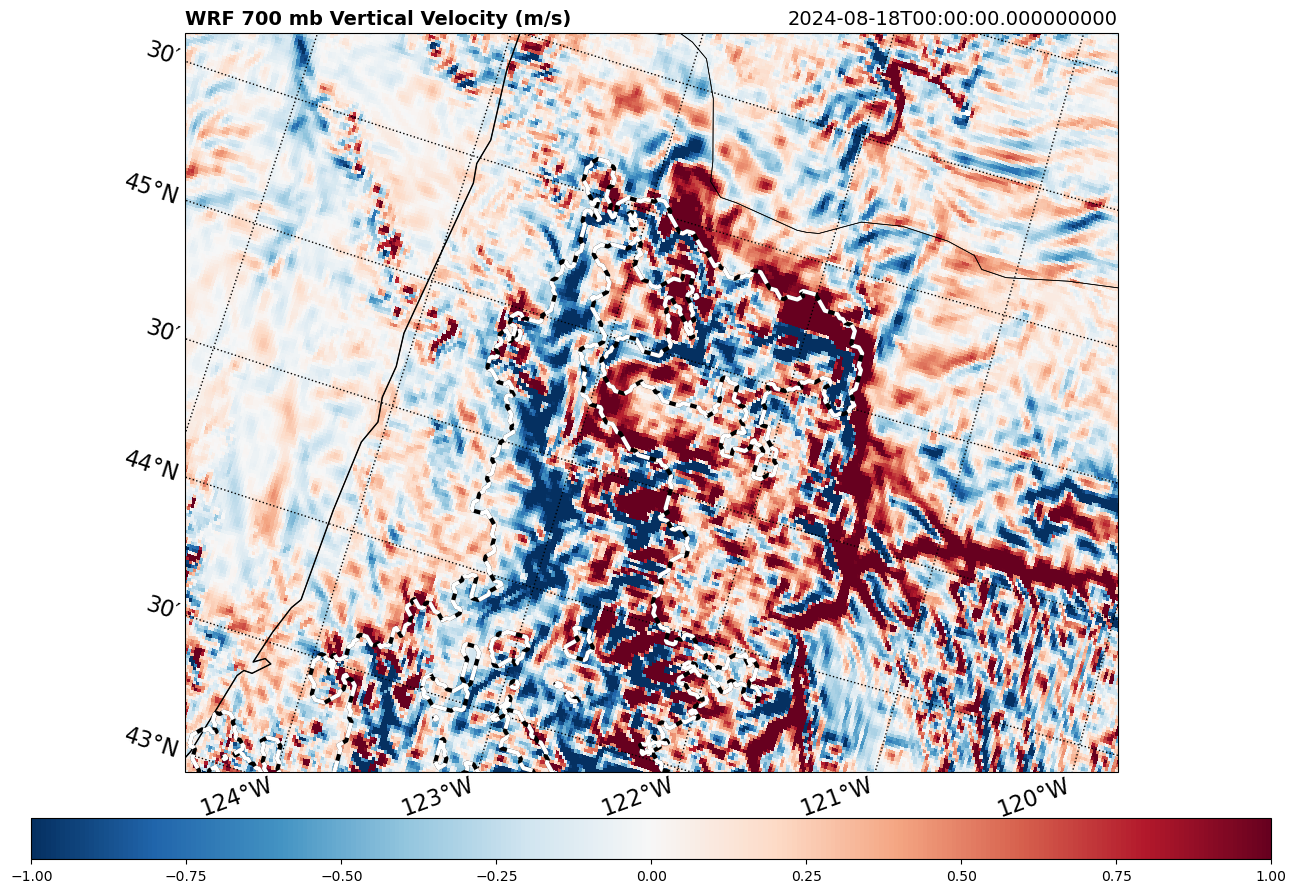 WRF 700 mb Vertical Velocity (m/s) 2024-08-18T00:00:00.000000000
30′
45°N
30′
44°N
30′
43°N
124°W 123°W 122°W 121°W 120°W
−1.00 −0.75 −0.50 −0.25 0.00 0.25 0.50 0.75 1.00